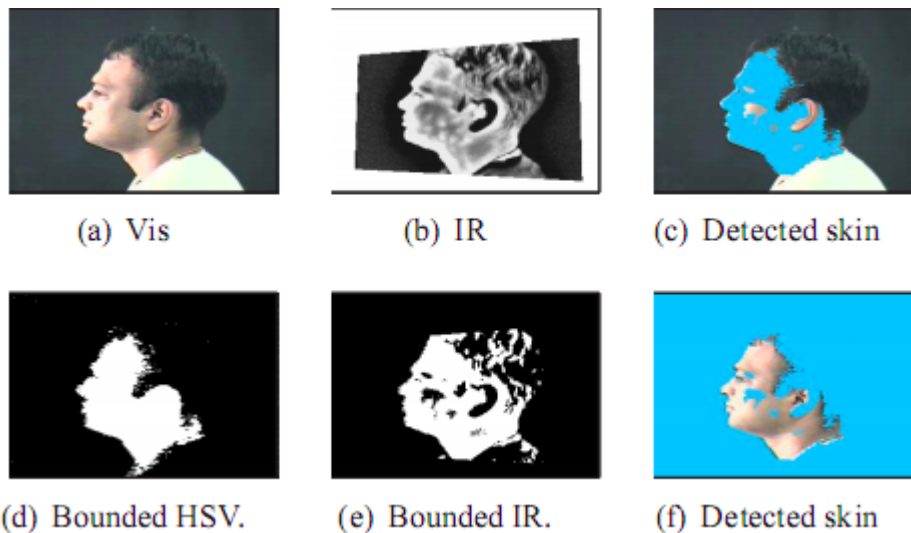 (a) Vis
(b) IR
(c) Detected skin
(d) Bounded HSV.
(e) Bounded IR.
(f) Detected skin